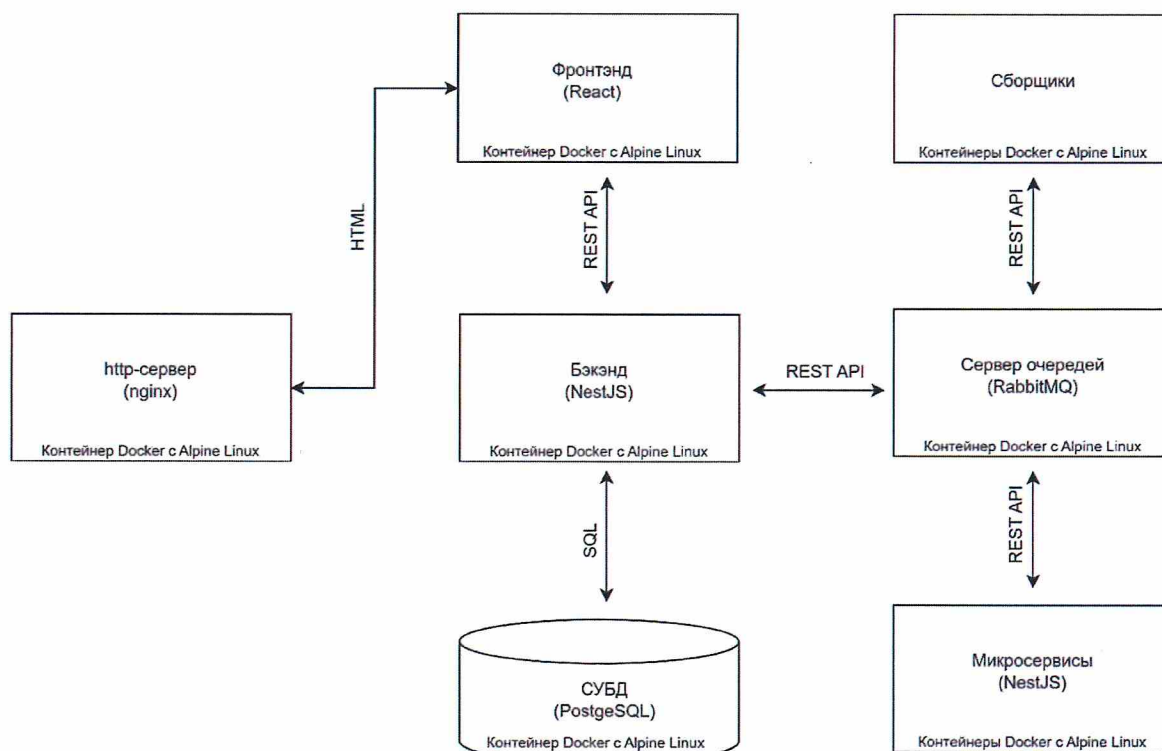 Фронтэнд
(React)
Контейнер Docker с Alpine Linux
Сборщики
Контейнеры Docker с Alpine Linux
HTML
REST API
REST API
http-сервер
(nginx)
Контейнер Docker с Alpine Linux
Бэкэнд
(NestJS)
Контейнер Docker с Alpine Linux
REST API
Сервер очередей
(RabbitMQ)
Контейнер Docker с Alpine Linux
SQL
REST API
СУБД
(PostgeSQL)
Контейнер Docker с Alpine Linux
Микросервисы
(NestJS)
Контейнеры Docker с Alpine Linux